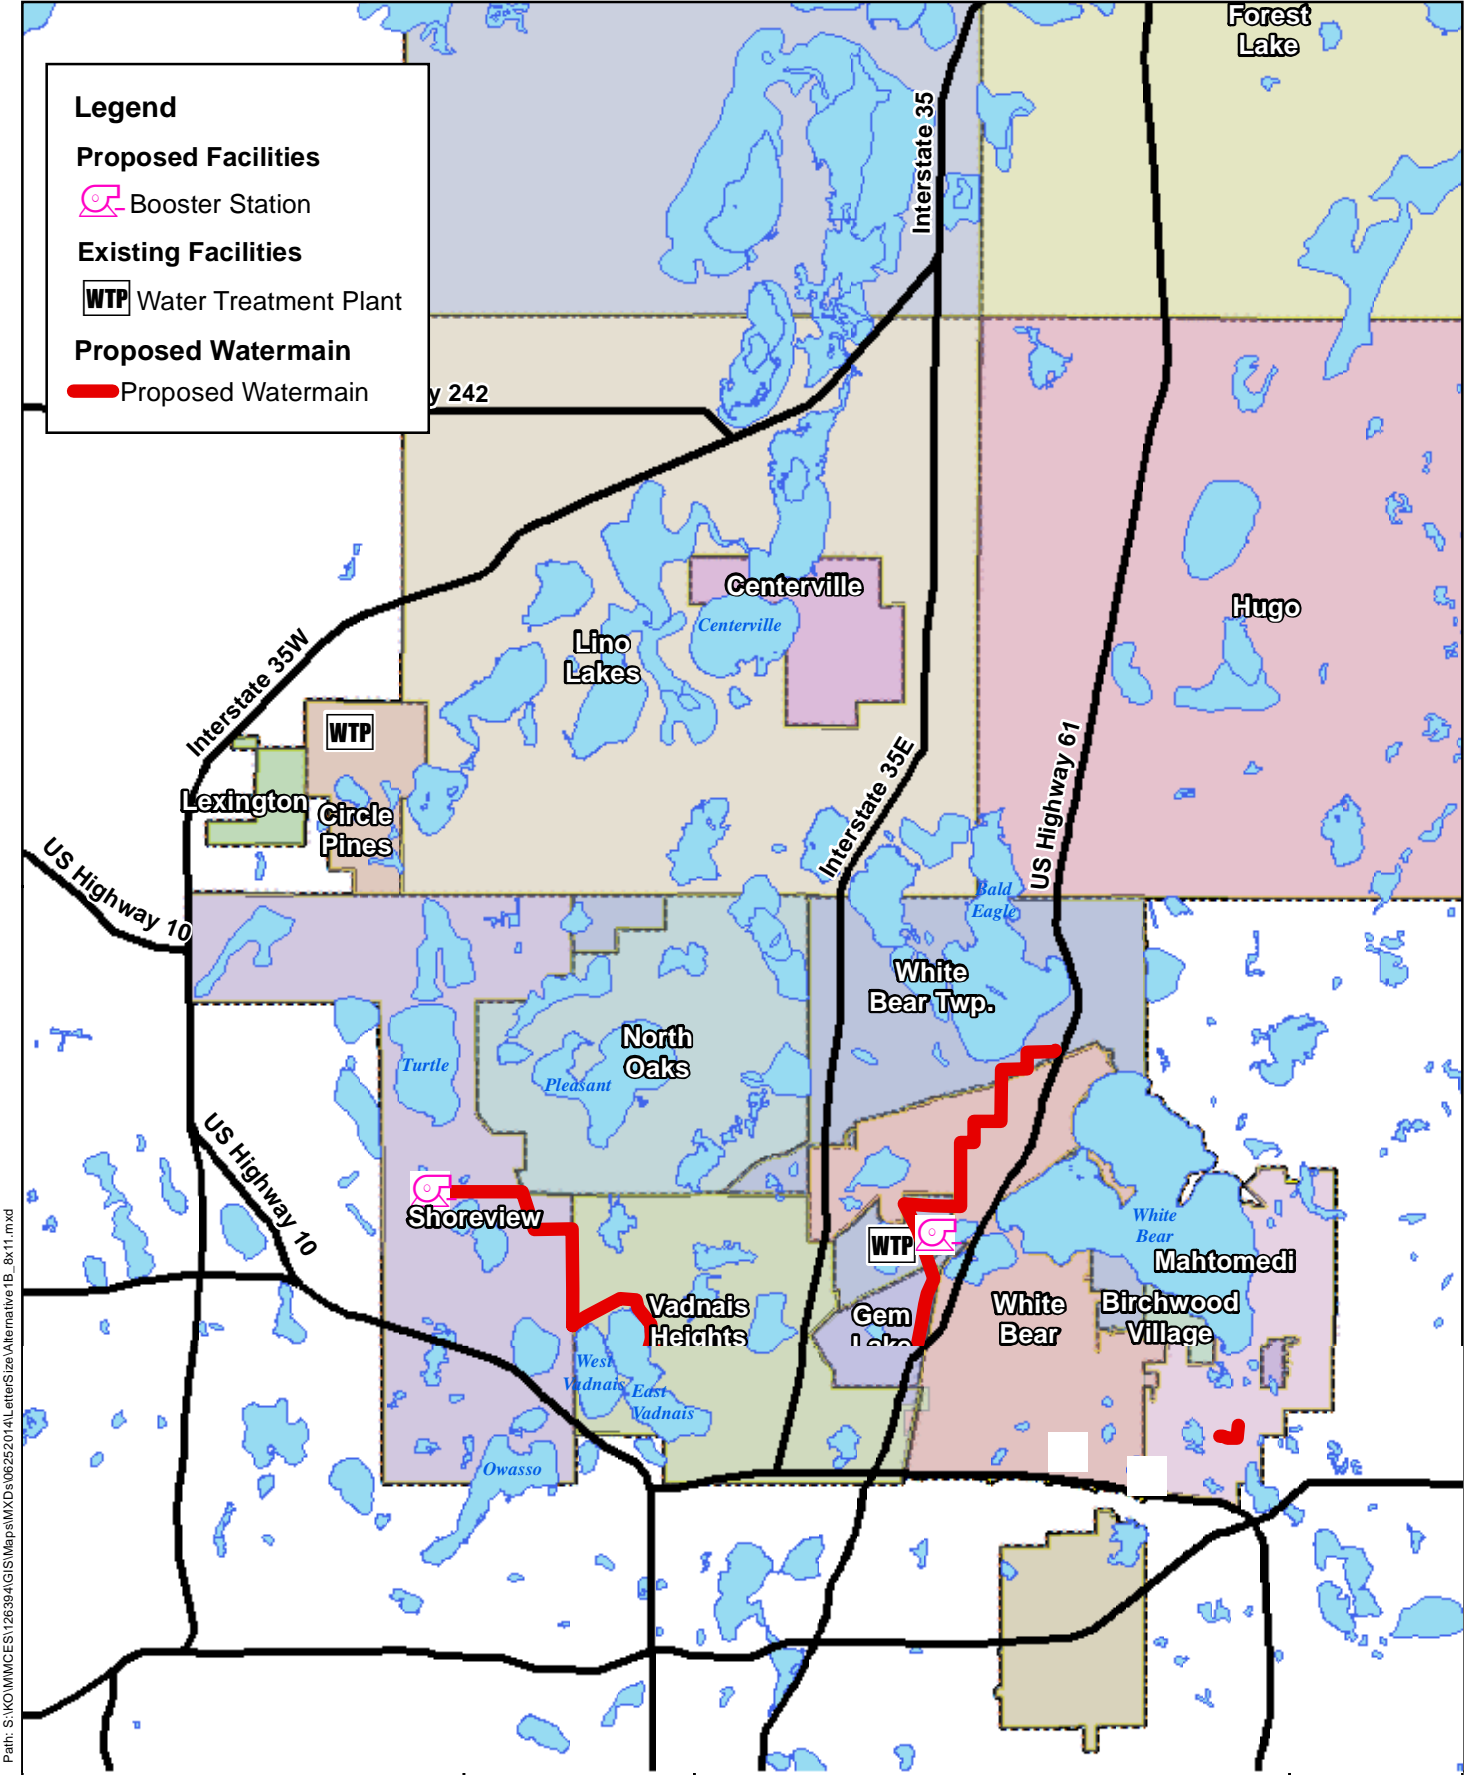 Forest
Lake
Legend
Proposed Facilities
Booster Station
Existing Facilities
WTP Water Treatment Plant
Proposed Watermain
Proposed Watermain
y 242
Interstate 35
Centerville
Centerville
Hugo
Lino
Lakes
Interstate 35W
WTP
Lexington
Circle
Pines
Interstate 35E
US Highway 61
US Highway 10
Bald
Eagle
White
Bear Twp.
North
Oaks
Turtle
Pleasant
US Highway 10
Shoreview
WTP
White
Bear
Mahtomedi
Vadnais
Heights
Gem
Lake
White
Bear
Birchwood
Village
West
Vadnais
East
Vadnais
Owasso
Path: S:\KO\M\MCES\126394\GIS\Maps\MXDs\06252014\LetterSize\Alternative1B_8x11.mxd